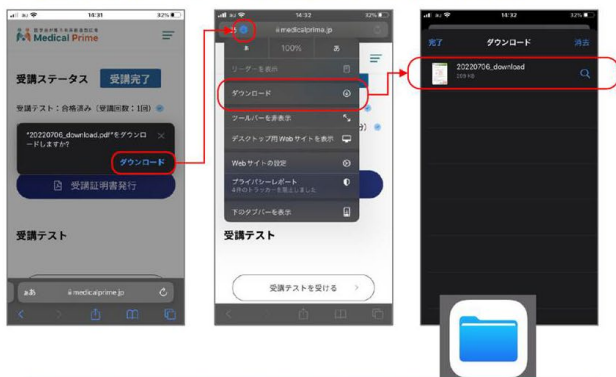 au 14:31 32%
Medical Prime
受講ステータス 受講完了
受講テスト：合格済み（受講回数：1回）
"20220706_download.pdf"をダウンロ
ードしますか?
ダウンロード
受講証明書発行
受講テスト
ああ medicalprime.jp
au 14:32 32%
medicalprime.jp
あ 100% あ
リーダーを表示
ダウンロード
ツールバーを非表示
デスクトップ用Webサイトを表示
Webサイトの設定
プライバシーレポート
下のタブバーを表示
受講テスト
受講テストを受ける
au 14:32 32%
完了 ダウンロード 消去
20220706_download